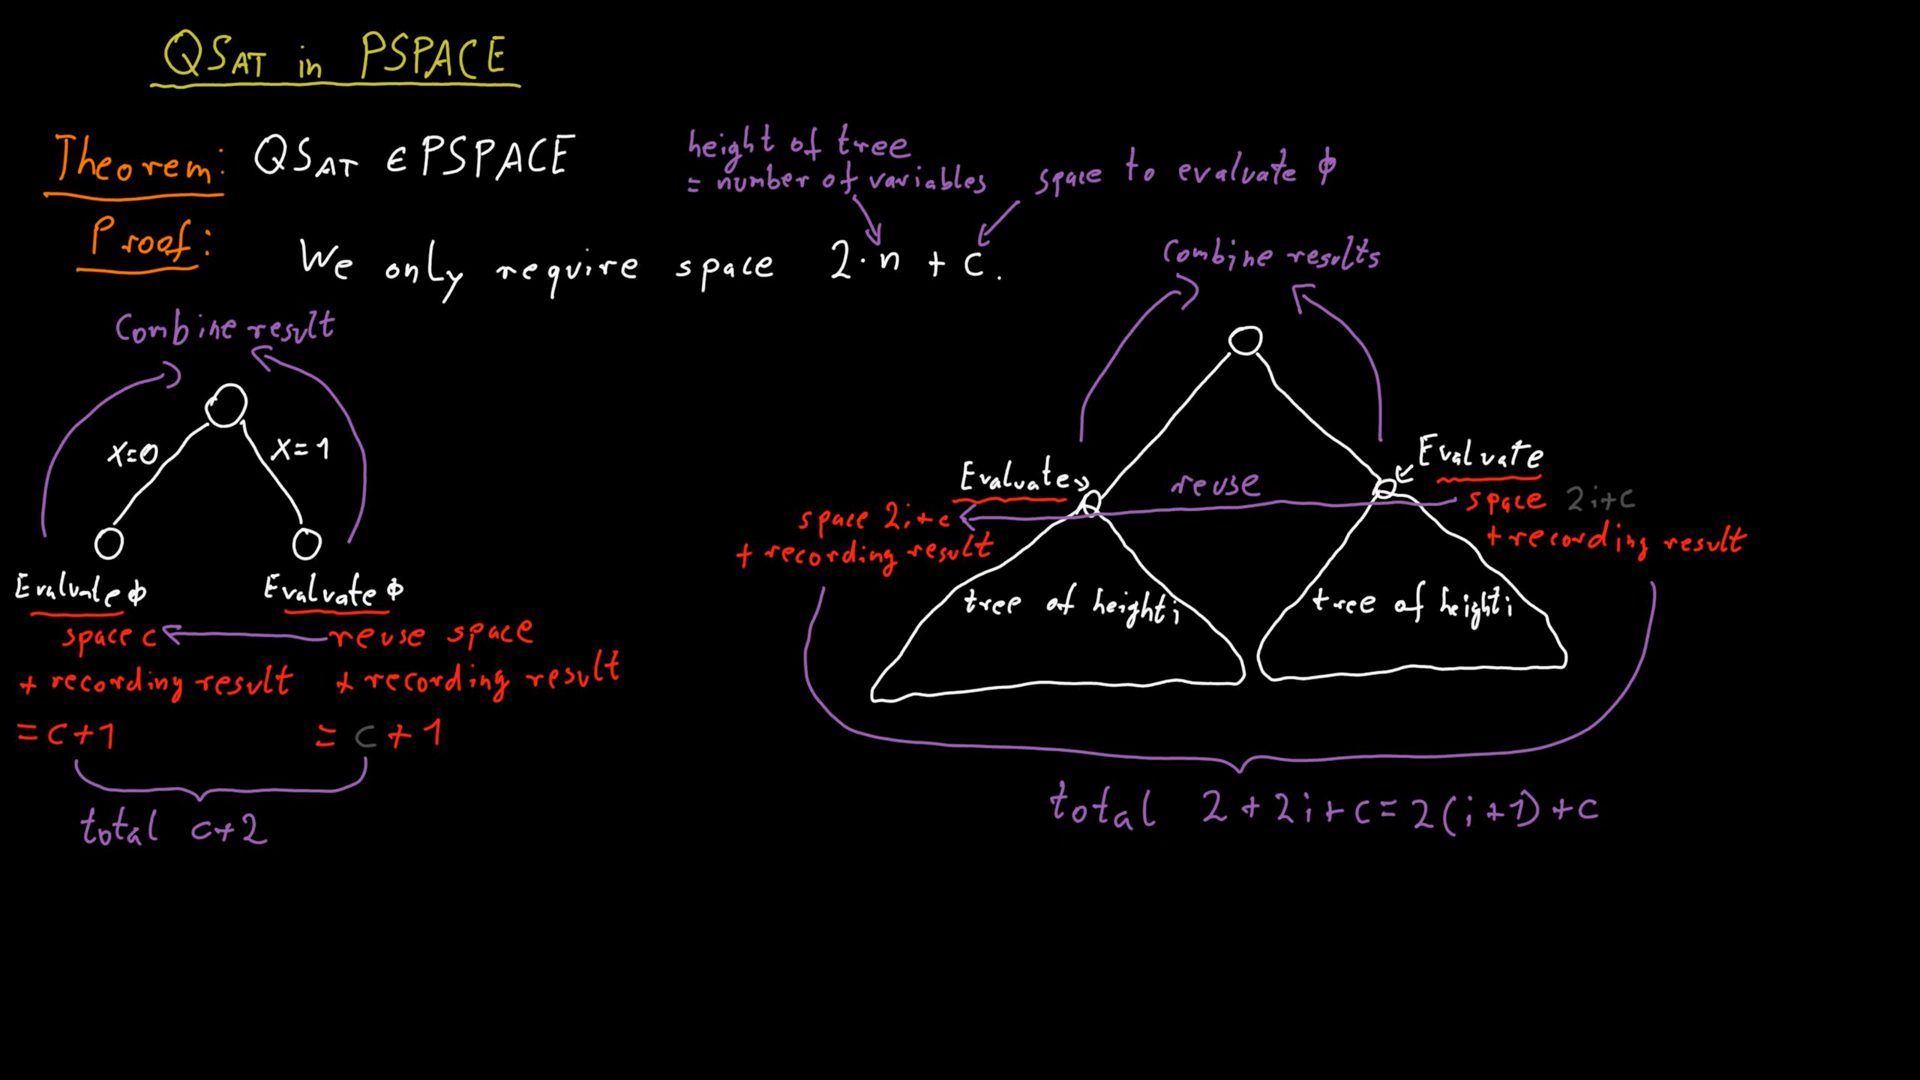 QSAT in PSPACE
Theorem: QSAT ∈ PSPACE
height of tree
= number of variables
space to evaluate ϕ
Proof: We only require space 2·n + c.
Combine result
x=0
x=1
Evaluate ϕ
Evaluate ϕ
space c
reuse space
+ recording result
+ recording result
= c+1
= c + 1
total c+2
Combine results
Evaluate
Evaluate
reuse
space 2i+c
+ recording result
space 2i+c
+ recording result
tree of height i
tree of height i
total 2 + 2i + c = 2(i+1) + c